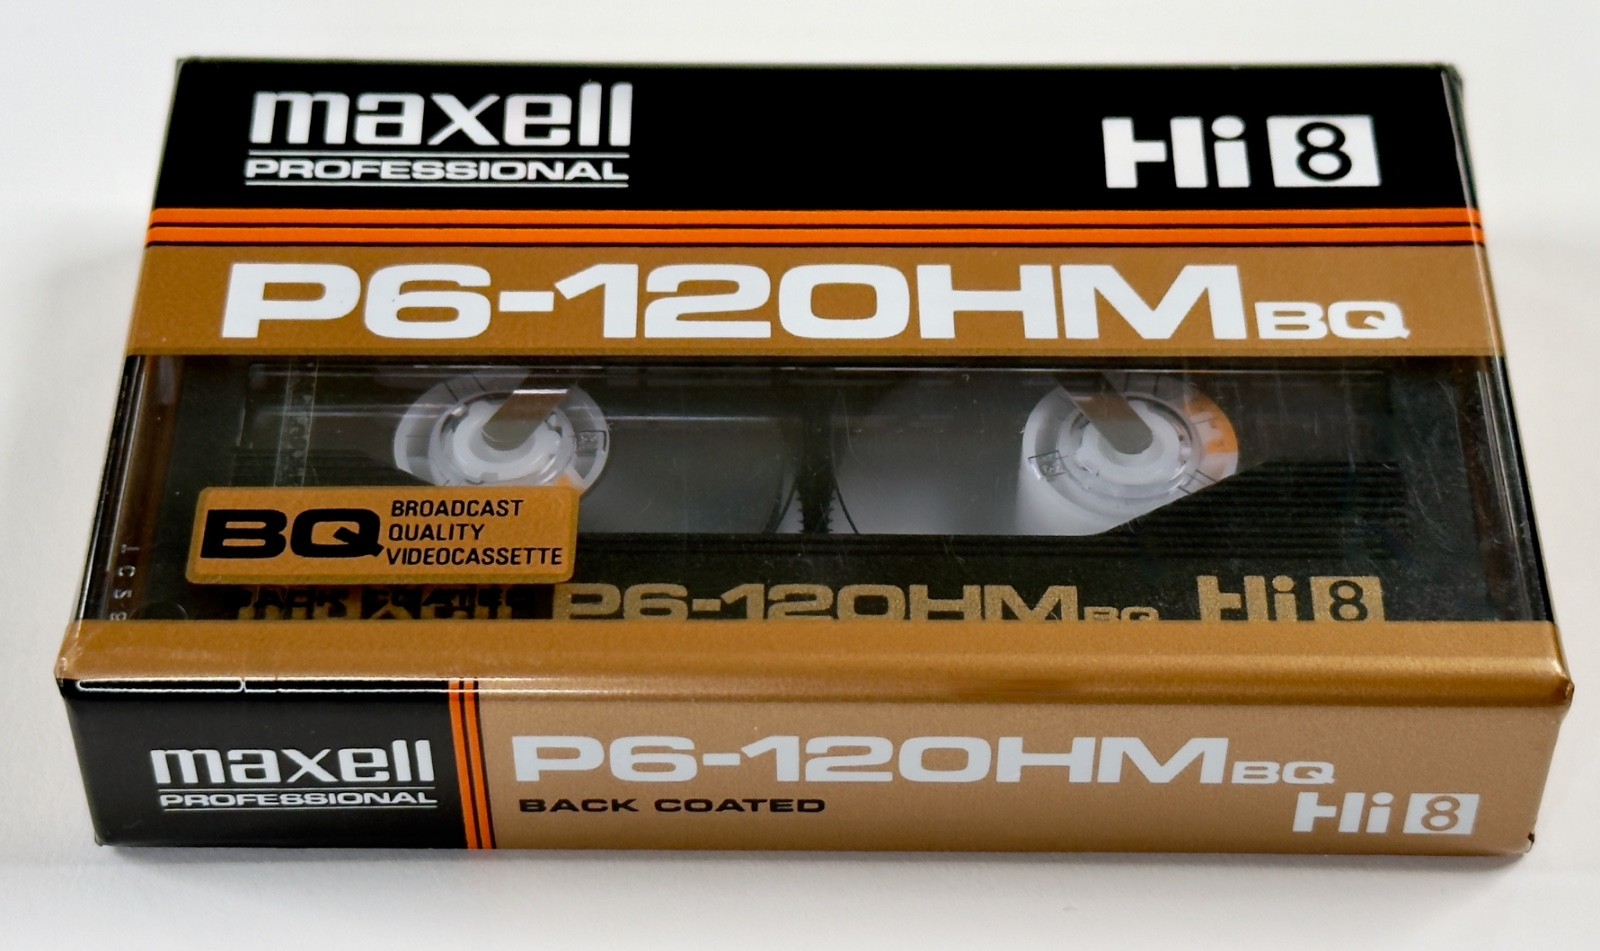 maxell
PROFESSIONAL
Hi 8
P6-120HM BQ
BQ BROADCAST
QUALITY
VIDEOCASSETTE
P6-120HM BQ Hi 8
maxell
PROFESSIONAL
P6-120HM BQ
BACK COATED
Hi 8